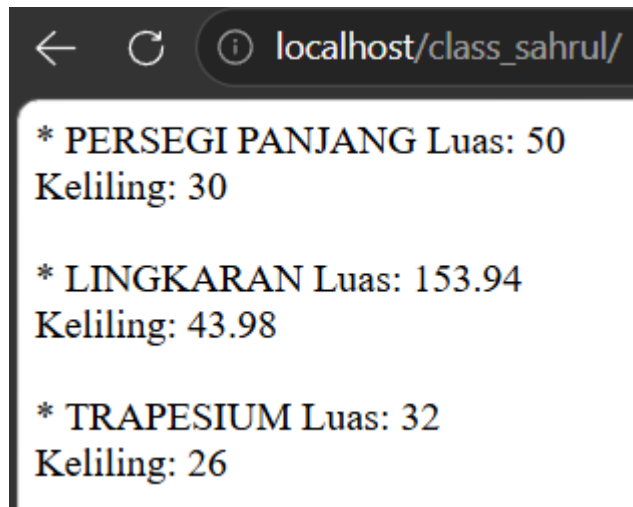 localhost/class_sahrul/
* PERSEGI PANJANG Luas: 50
Keliling: 30
* LINGKARAN Luas: 153.94
Keliling: 43.98
* TRAPESIUM Luas: 32
Keliling: 26